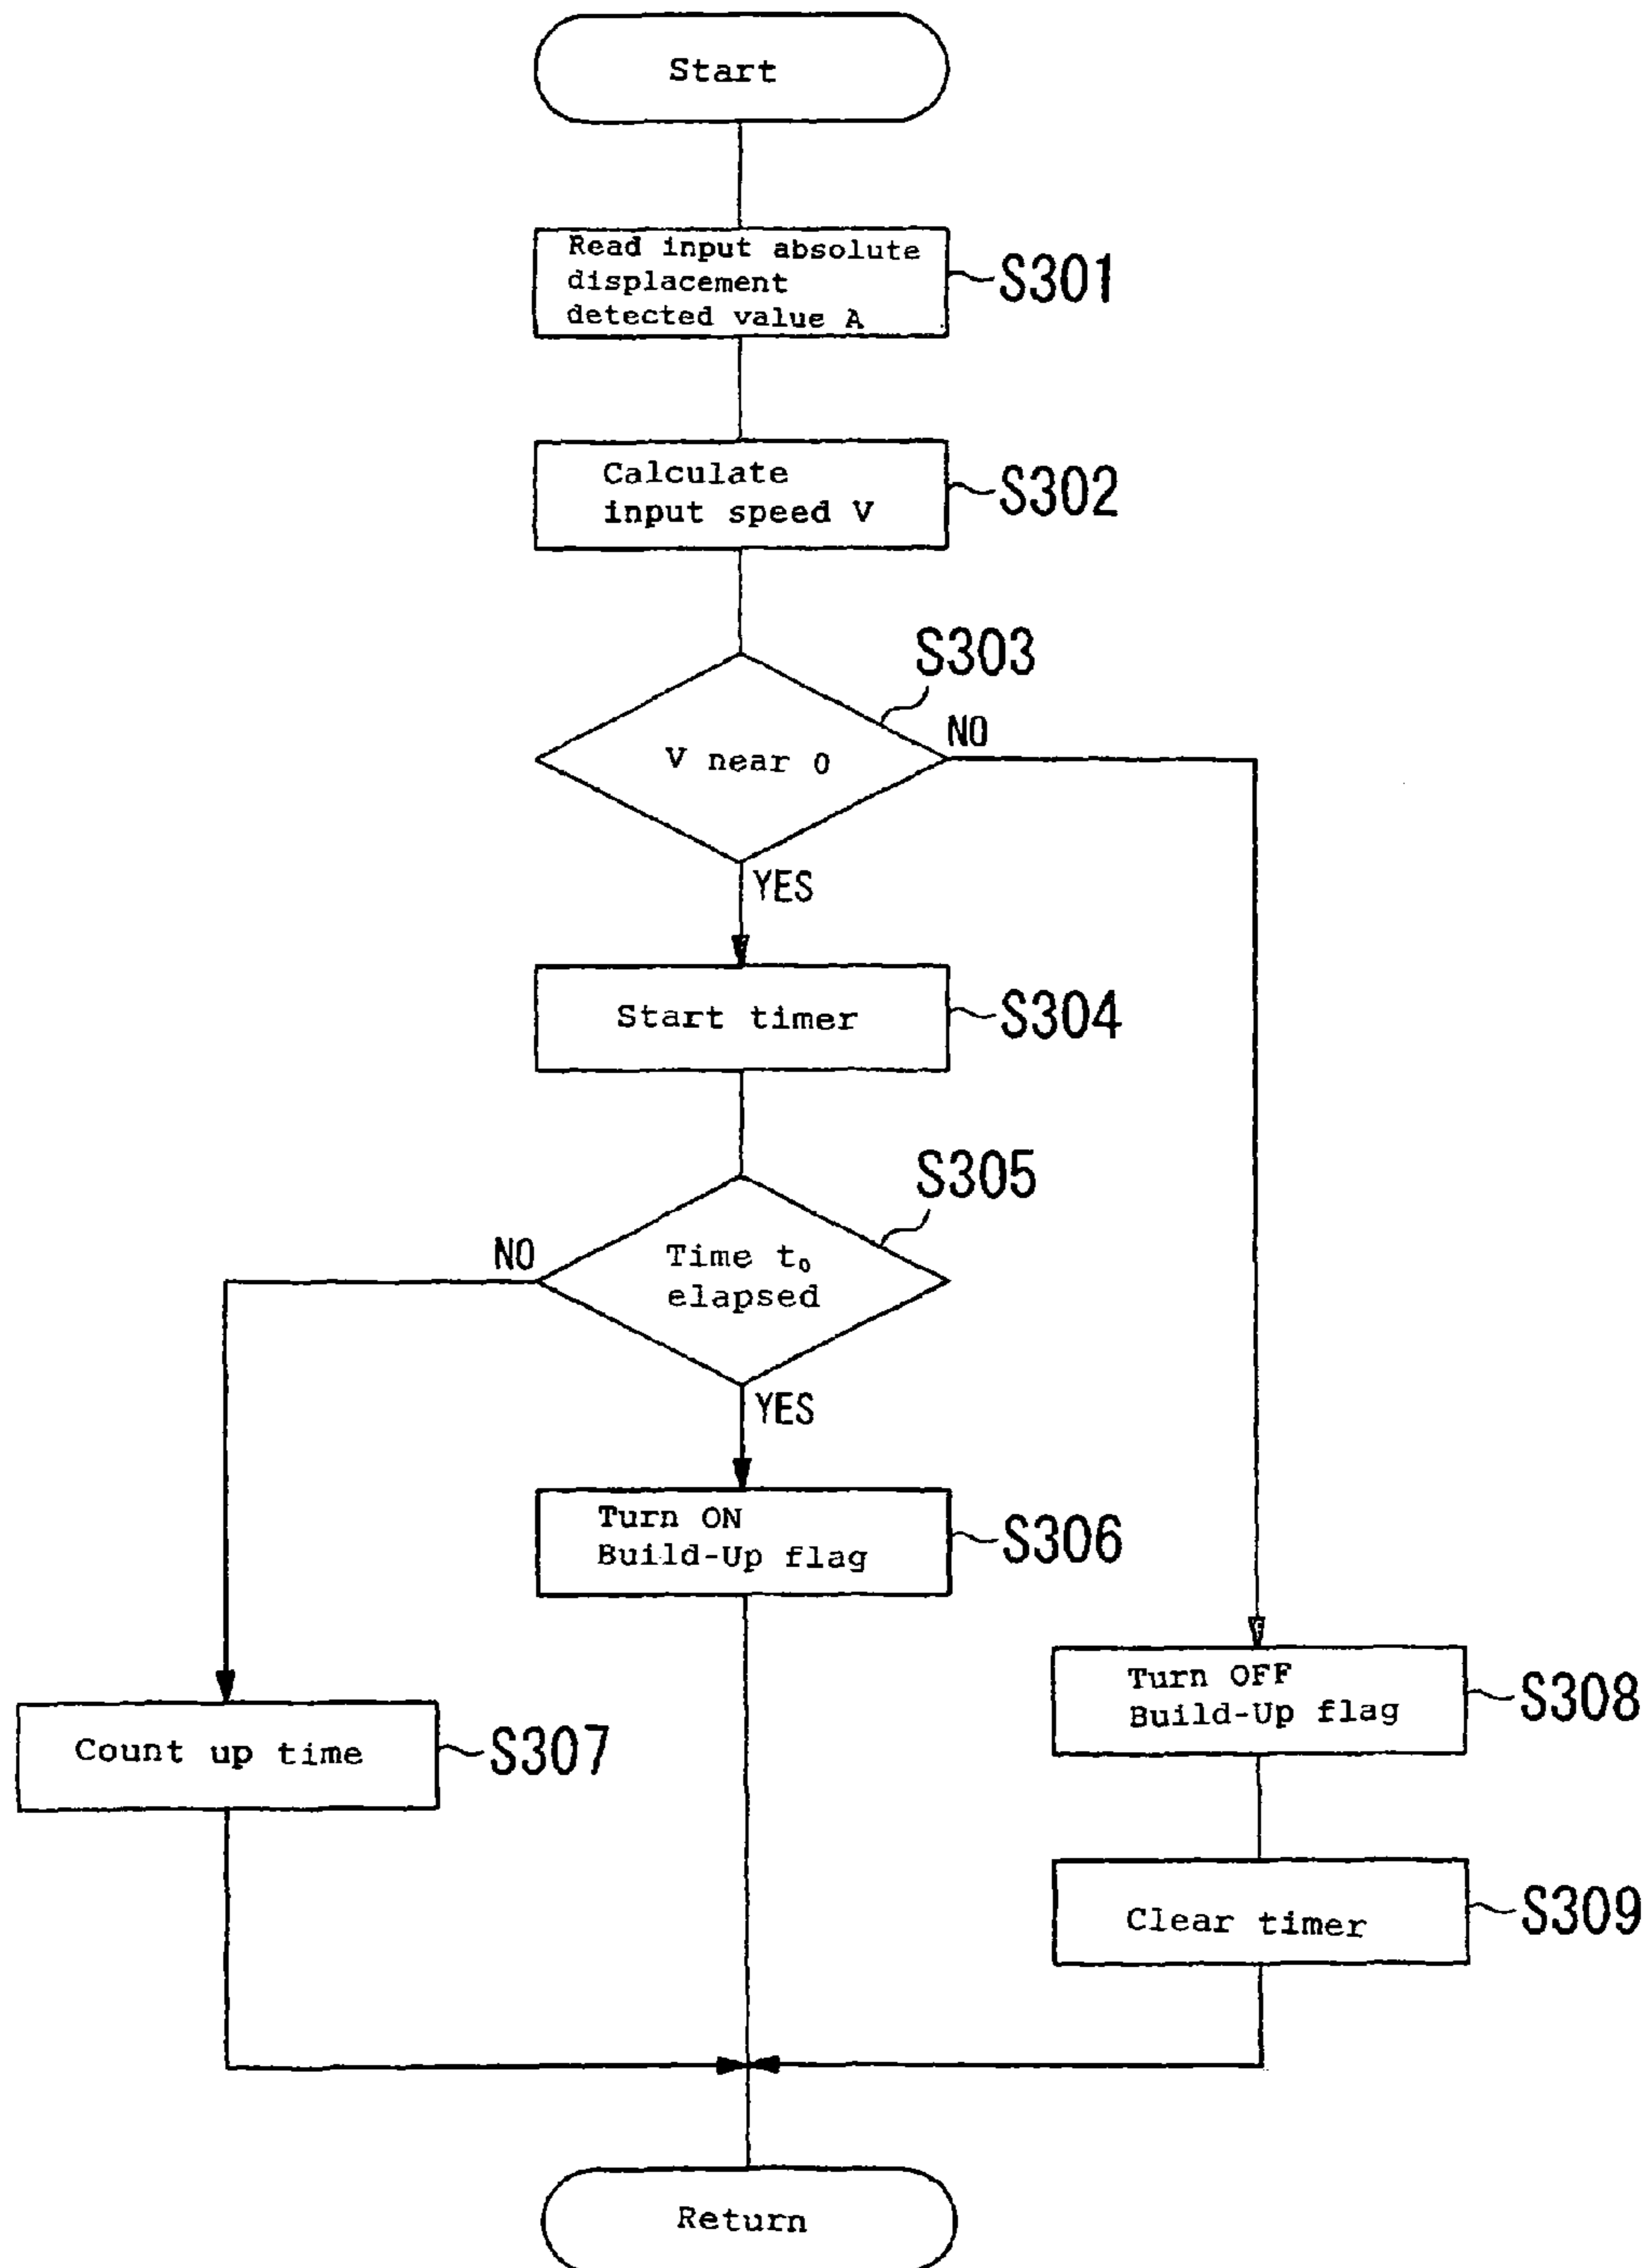 Start
Read input absolute
displacement
detected value A
S301
Calculate
input speed V
S302
S303
V near 0
NO
YES
Start timer
S304
S305
NO
Time t₀
elapsed
YES
Turn ON
Build-Up flag
S306
Turn OFF
Build-Up flag
S308
Count up time
S307
Clear timer
S309
Return